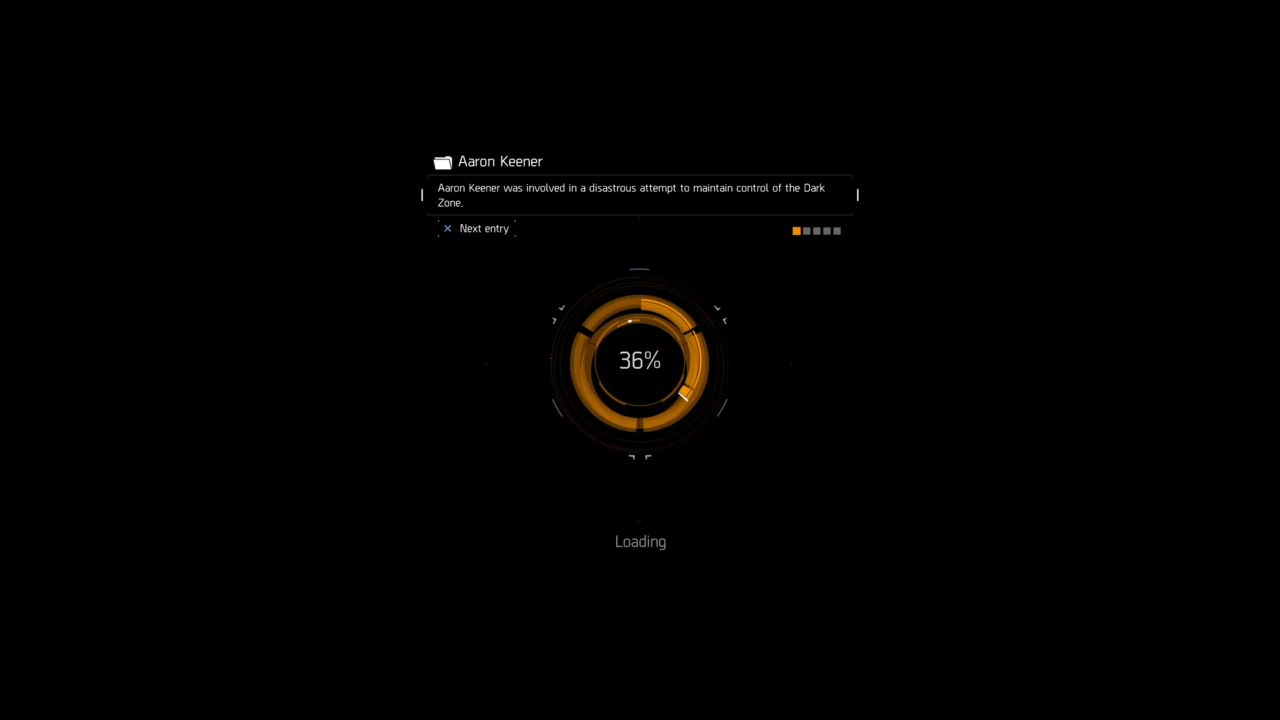 Aaron Keener
Aaron Keener was involved in a disastrous attempt to maintain control of the Dark
Zone.
Next entry
36%
Loading